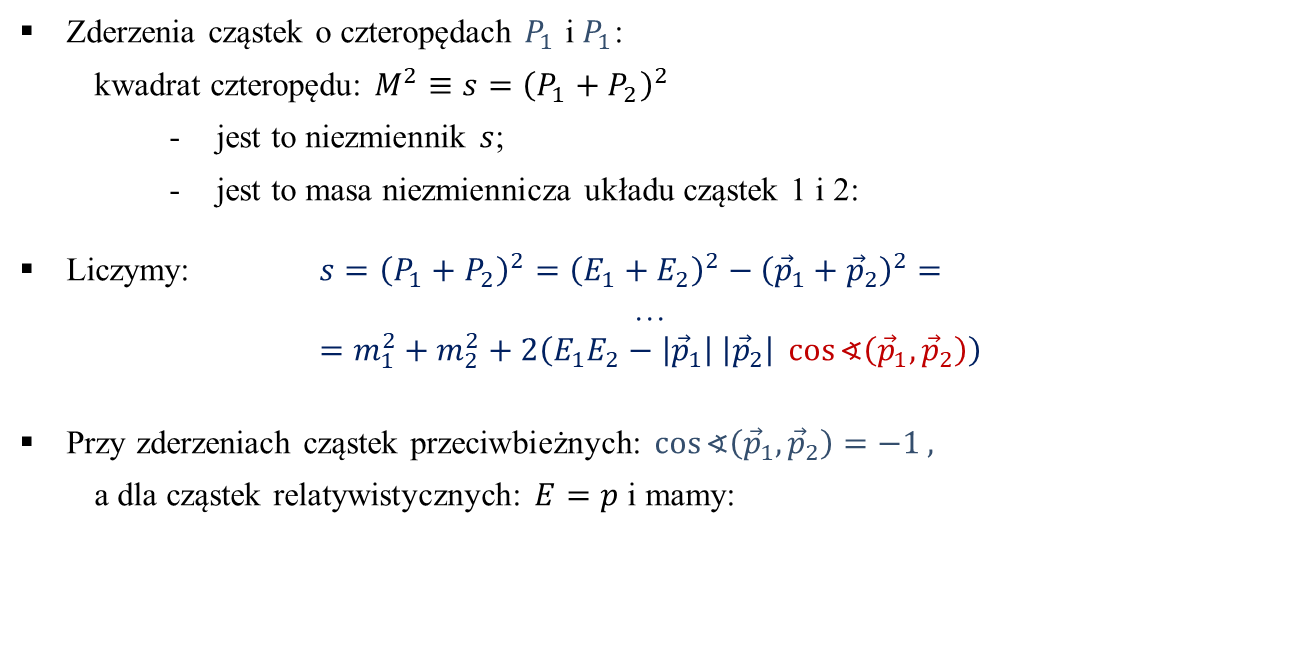 ▪ Zderzenia cząstek o czteropędach P₁ i P₁:
kwadrat czteropędu: M² ≡ s = (P₁ + P₂)²
- jest to niezmiennik s;
- jest to masa niezmiennicza układu cząstek 1 i 2:
▪ Liczymy: s = (P₁ + P₂)² = (E₁ + E₂)² − (p⃗₁ + p⃗₂)² =
…
= m₁² + m₂² + 2(E₁E₂ − |p⃗₁| |p⃗₂| cos∢(p⃗₁, p⃗₂))
▪ Przy zderzeniach cząstek przeciwbieżnych: cos∢(p⃗₁, p⃗₂) = −1 ,
a dla cząstek relatywistycznych: E = p i mamy: